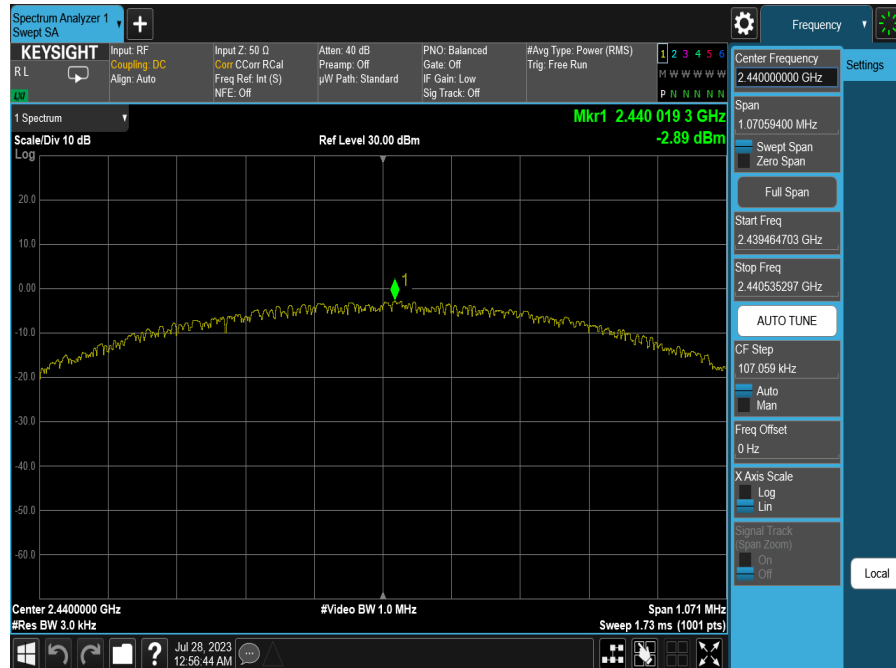 Spectrum Analyzer 1
Swept SA
+
Frequency
KEYSIGHT
R L
LXI
Input: RF
Coupling: DC
Align: Auto
Input Z: 50 Ω
Corr CCorr RCal
Freq Ref: Int (S)
NFE: Off
Atten: 40 dB
Preamp: Off
µW Path: Standard
PNO: Balanced
Gate: Off
IF Gain: Low
Sig Track: Off
#Avg Type: Power (RMS)
Trig: Free Run
1 2 3 4 5 6
M W W W W W
P N N N N N
1 Spectrum
Scale/Div 10 dB
Log
Ref Level 30.00 dBm
Mkr1 2.440 019 3 GHz
-2.89 dBm
20.0
10.0
0.00
-10.0
-20.0
-30.0
-40.0
-50.0
-60.0
1
Center 2.4400000 GHz
#Res BW 3.0 kHz
#Video BW 1.0 MHz
Span 1.071 MHz
Sweep 1.73 ms (1001 pts)
Center Frequency
2.440000000 GHz
Settings
Span
1.07059400 MHz
Swept Span
Zero Span
Full Span
Start Freq
2.439464703 GHz
Stop Freq
2.440535297 GHz
AUTO TUNE
CF Step
107.059 kHz
Auto
Man
Freq Offset
0 Hz
X Axis Scale
Log
Lin
Signal Track
(Span Zoom)
On
Off
Local
?
Jul 28, 2023
12:56:44 AM